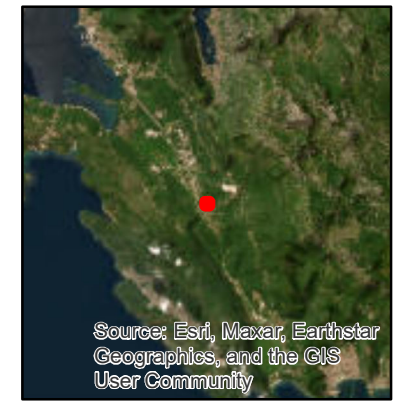 Source: Esri, Maxar, Earthstar
Geographics, and the GIS
User Community